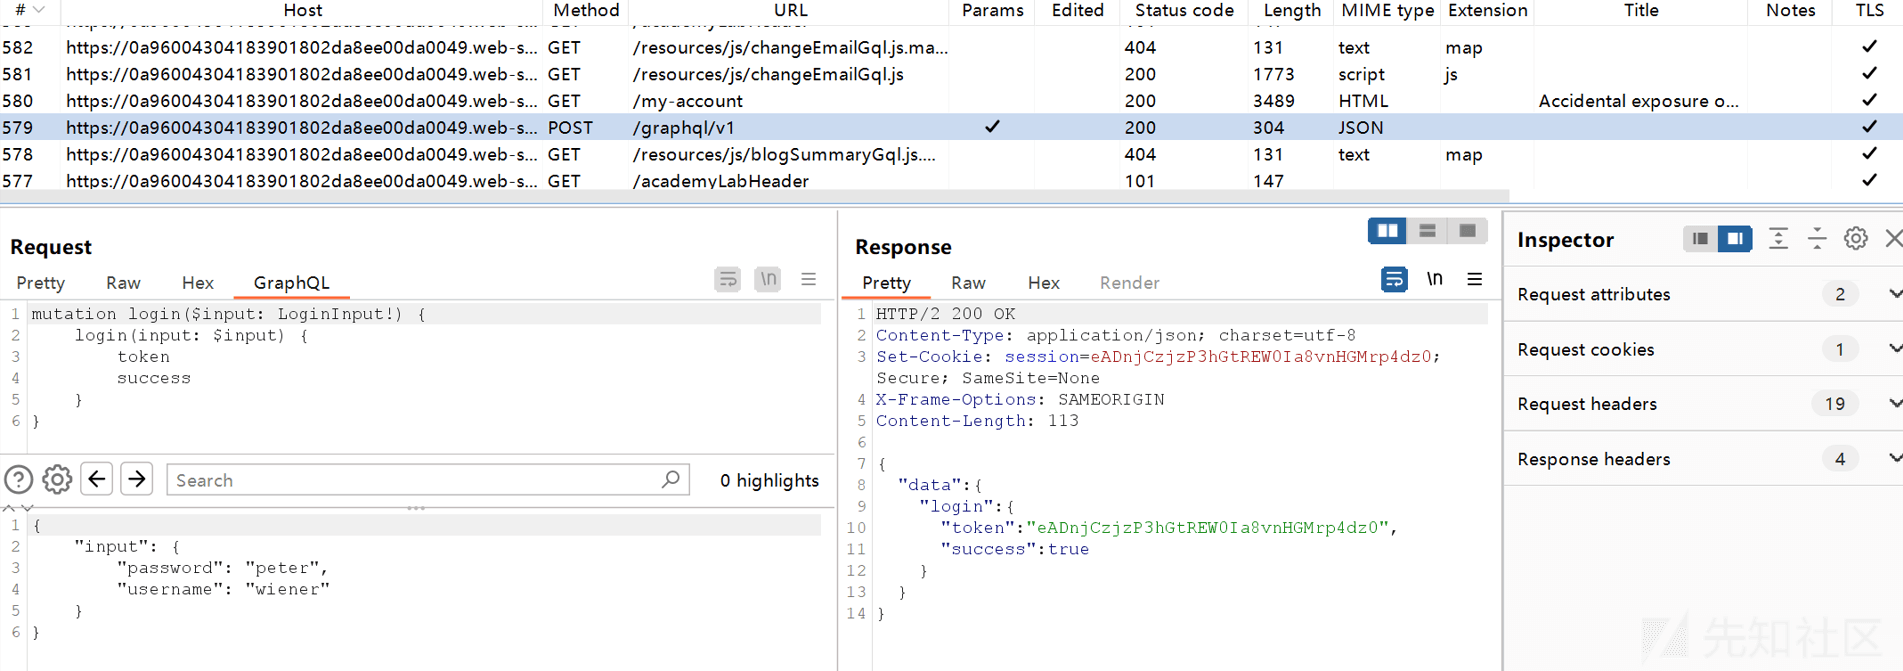 # Host Method URL Params Edited Status code Length MIME type Extension Title Notes TLS
582 https://0a96004304183901802da8ee00da0049.web-s... GET /resources/js/changeEmailGql.js.ma... 404 131 text map ✓
581 https://0a96004304183901802da8ee00da0049.web-s... GET /resources/js/changeEmailGql.js 200 1773 script js ✓
580 https://0a96004304183901802da8ee00da0049.web-s... GET /my-account 200 3489 HTML Accidental exposure o... ✓
579 https://0a96004304183901802da8ee00da0049.web-s... POST /graphql/v1 ✓ 200 304 JSON ✓
578 https://0a96004304183901802da8ee00da0049.web-s... GET /resources/js/blogSummaryGql.js.... 404 131 text map ✓
577 https://0a96004304183901802da8ee00da0049.web-s... GET /academyLabHeader 101 147 ✓
Request
Pretty Raw Hex GraphQL
\n
1 mutation login($input: LoginInput!) {
2 login(input: $input) {
3 token
4 success
5 }
6 }
Search
0 highlights
1 {
2 "input": {
3 "password": "peter",
4 "username": "wiener"
5 }
6 }
Response
Pretty Raw Hex Render
\n
1 HTTP/2 200 OK
2 Content-Type: application/json; charset=utf-8
3 Set-Cookie: session=eADnjCzjzP3hGtREW0Ia8vnHGMrp4dz0;
Secure; SameSite=None
4 X-Frame-Options: SAMEORIGIN
5 Content-Length: 113
6
7 {
8 "data":{
9 "login":{
10 "token":"eADnjCzjzP3hGtREW0Ia8vnHGMrp4dz0",
11 "success":true
12 }
13 }
14 }
Inspector
Request attributes 2
Request cookies 1
Request headers 19
Response headers 4
先知社区